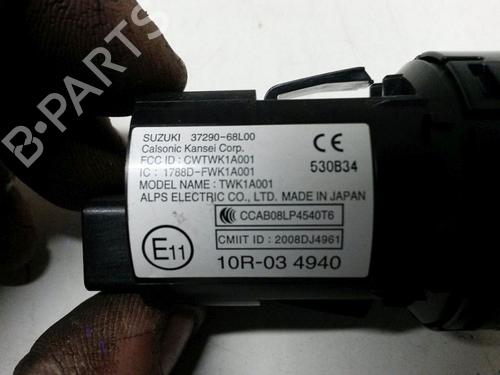 SUZUKI 37290-68L00
Calsonic Kansei Corp.
FCC ID : CWTWK1A001
IC : 1788D-FWK1A001
MODEL NAME : TWK1A001
ALPS ELECTRIC CO., LTD. MADE IN JAPAN
CE
530B34
CCAB08LP4540T6
CMIIT ID : 2008DJ4961
E11
10R-03 4940
B-PARTS